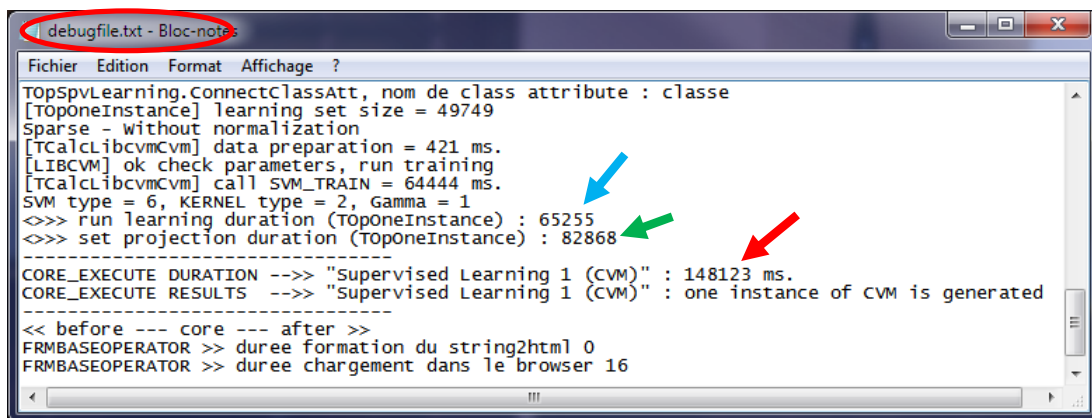 debugfile.txt - Bloc-notes
Fichier Edition Format Affichage ?
TOpSpvLearning.ConnectClassAtt, nom de class attribute : classe
[TOpOneInstance] learning set size = 49749
Sparse - Without normalization
[TCalcLibcvmCvm] data preparation = 421 ms.
[LIBCVM] ok check parameters, run training
[TCalcLibcvmCvm] call SVM_TRAIN = 64444 ms.
SVM type = 6, KERNEL type = 2, Gamma = 1
<>>> run learning duration (TOpOneInstance) : 65255
<>>> set projection duration (TOpOneInstance) : 82868
----------------------------------
CORE_EXECUTE DURATION -->> "Supervised Learning 1 (CVM)" : 148123 ms.
CORE_EXECUTE RESULTS  -->> "Supervised Learning 1 (CVM)" : one instance of CVM is generated
----------------------------------
<< before --- core --- after >>
FRMBASEOPERATOR >> duree formation du string2html 0
FRMBASEOPERATOR >> duree chargement dans le browser 16